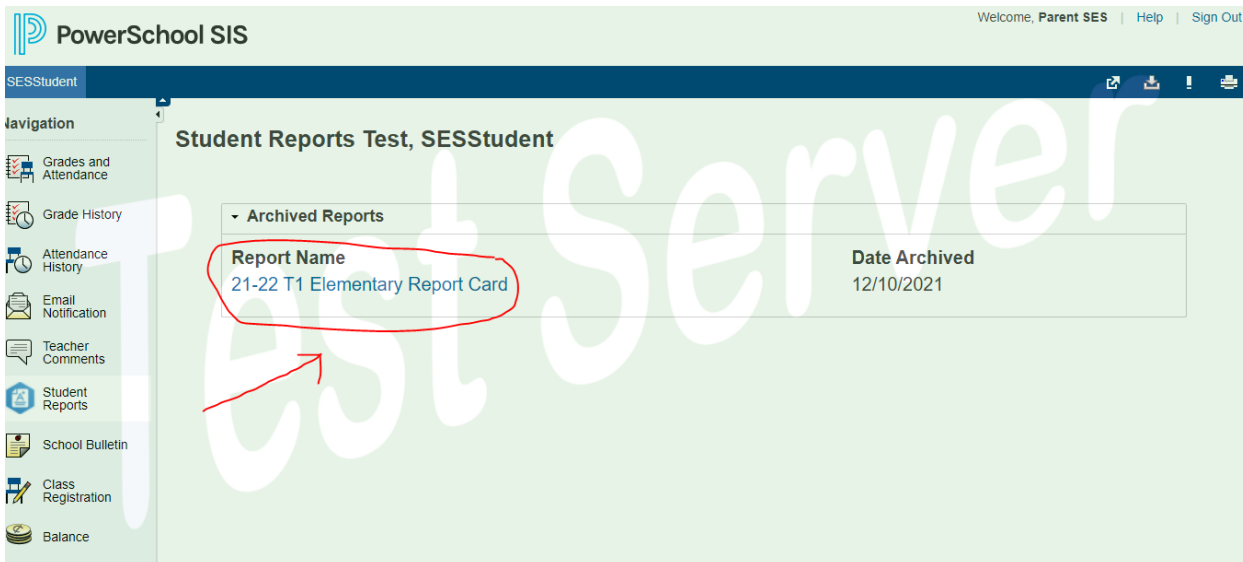 PowerSchool SIS
Welcome, Parent SES | Help | Sign Out
SESStudent
Navigation
Student Reports Test, SESStudent
Grades and
Attendance
Grade History
Attendance
History
Email
Notification
Teacher
Comments
Student
Reports
School Bulletin
Class
Registration
Balance
Archived Reports
Report Name Date Archived
21-22 T1 Elementary Report Card 12/10/2021
Test Server